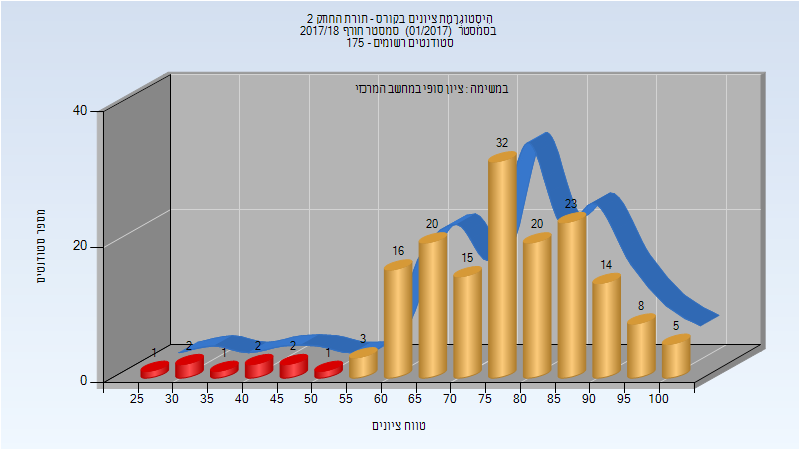 היסטוגרמת ציונים בקורס - תורת החוזק 2
בסמסטר (01/2017) סמסטר חורף 2017/18
סטודנטים רשומים - 175
במשימה : ציון סופי במחשב המרכזי
מספר סטודנטים
40
20
0
1 2 1 2 2 1 3 16 20 15 32 20 23 14 8 5
25 30 35 40 45 50 55 60 65 70 75 80 85 90 95 100
טווח ציונים